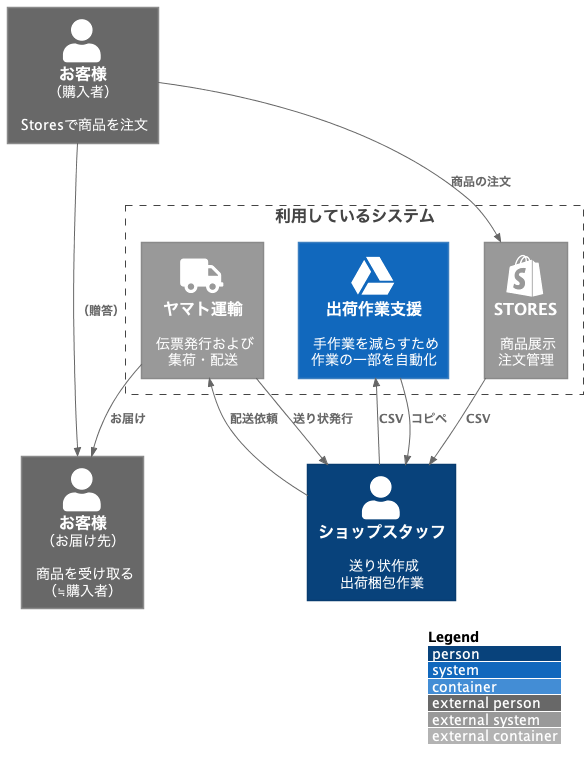 お客様
（購入者）
Storesで商品を注文
商品の注文
利用しているシステム
ヤマト運輸
伝票発行および
集荷・配送
出荷作業支援
手作業を減らすため
作業の一部を自動化
S
STORES
商品展示
注文管理
（贈答）
お届け
配送依頼
送り状発行
CSV
コピペ
CSV
お客様
（お届け先）
商品を受け取る
（≒購入者）
ショップスタッフ
送り状作成
出荷梱包作業
Legend
person
system
container
external person
external system
external container